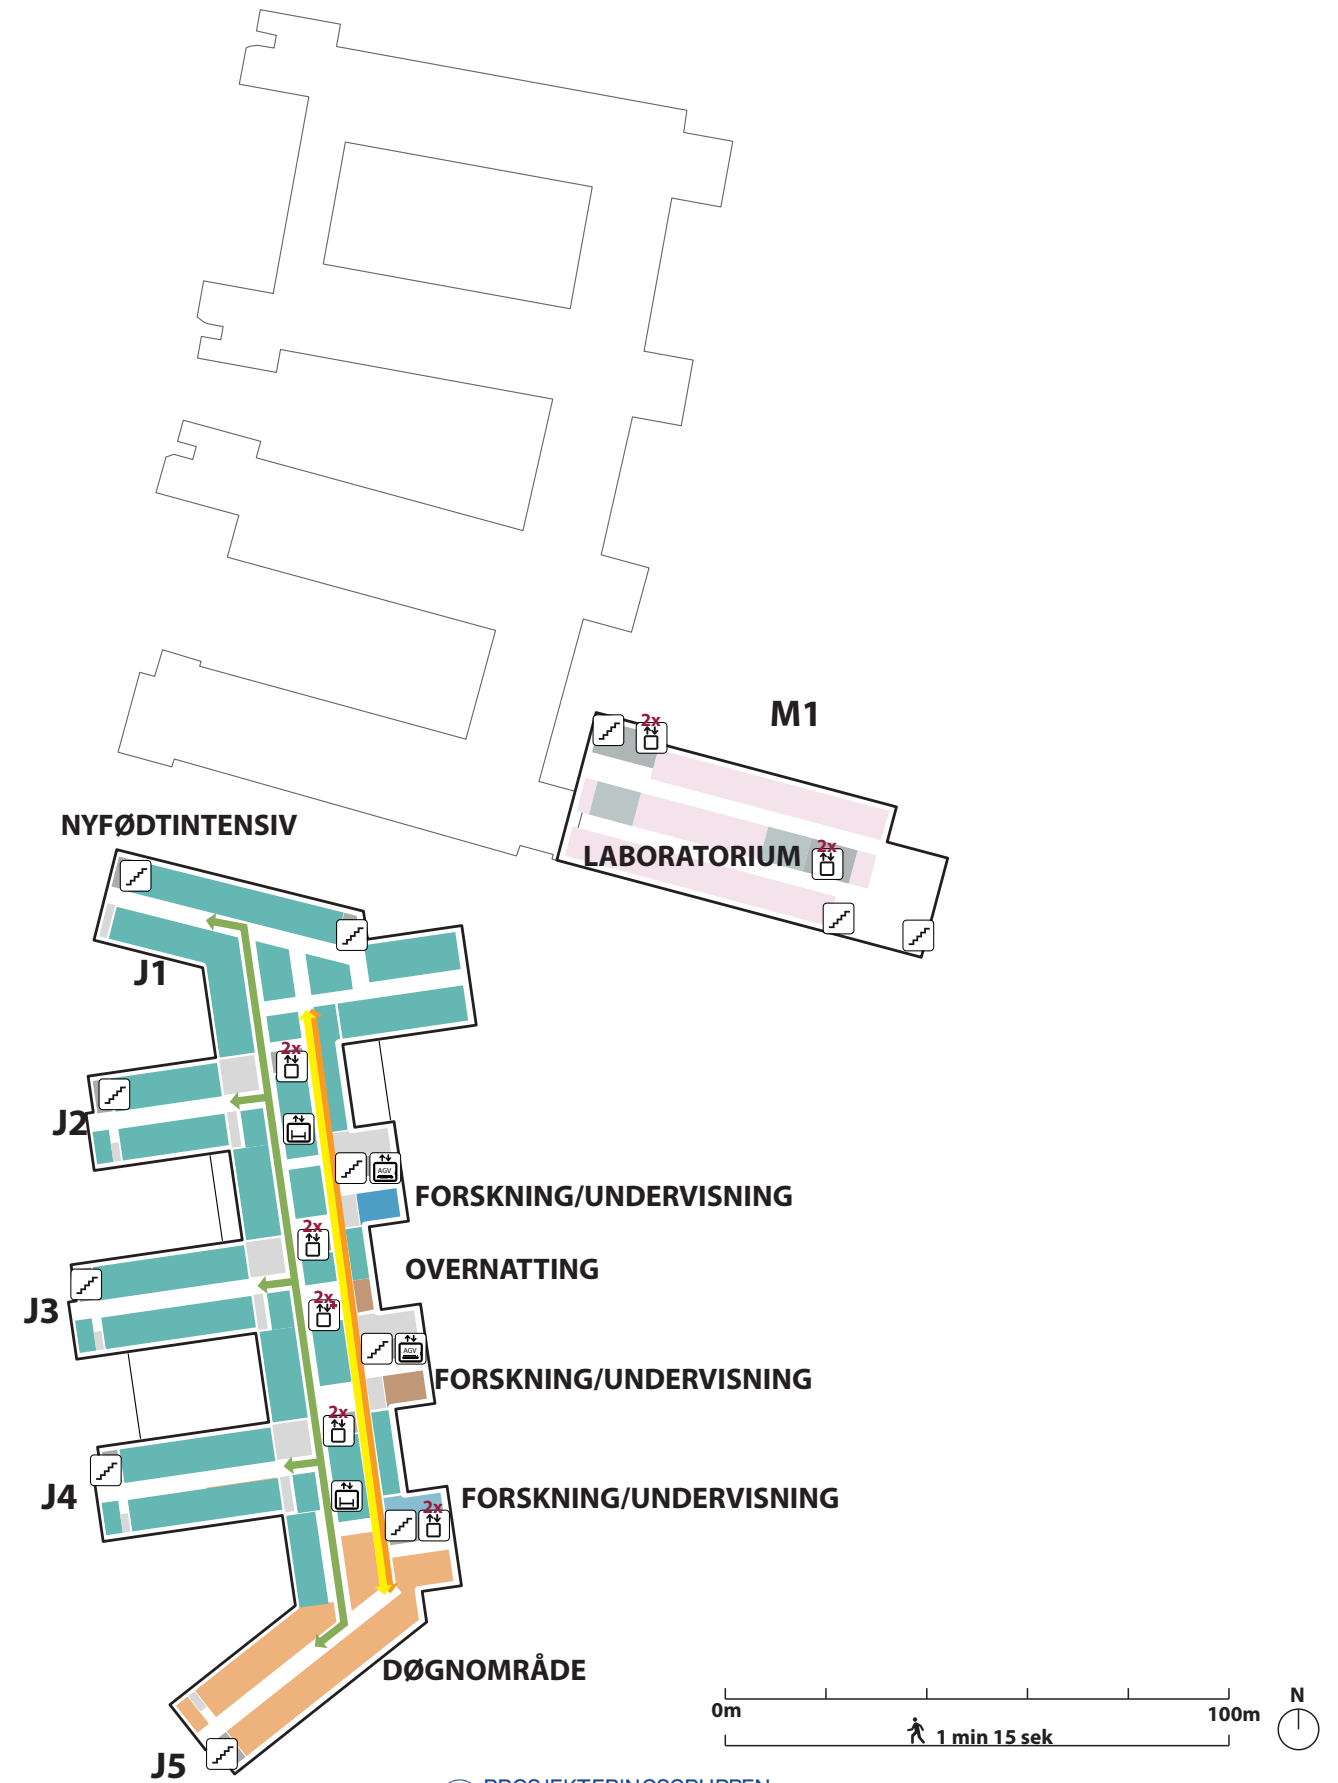 M1
2x
NYFØDTINTENSIV
LABORATORIUM
2x
J1
2x
J2
AGV
FORSKNING/UNDERVISNING
2x
OVERNATTING
J3
2x
AGV
FORSKNING/UNDERVISNING
2x
J4
FORSKNING/UNDERVISNING
2x
DØGNOMRÅDE
N
0m
100m
1 min 15 sek
J5
PROSJEKTERINGSGRUPPEN